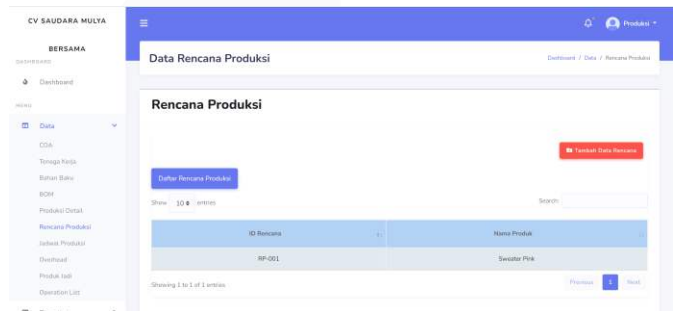 CV SAUDARA MULYA
BERSAMA
Produksi
DASHBOARD
Dashboard
MENU
Data
COA
Tenaga Kerja
Bahan Baku
BOM
Produksi Detail
Rencana Produksi
Jadwal Produksi
Overhead
Produk Jadi
Operation List
Data Rencana Produksi
Dashboard / Data / Rencana Produksi
Rencana Produksi
Tambah Data Rencana
Daftar Rencana Produksi
Show 10 entries
Search:
ID Rencana Nama Produk
RP-001 Sweater Pink
Showing 1 to 1 of 1 entries
Previous 1 Next